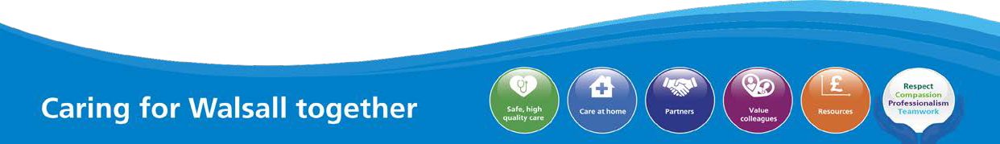 Caring for Walsall together
Safe, high
quality care
Care at home
Partners
Value
colleagues
£
Resources
Respect
Compassion
Professionalism
Teamwork